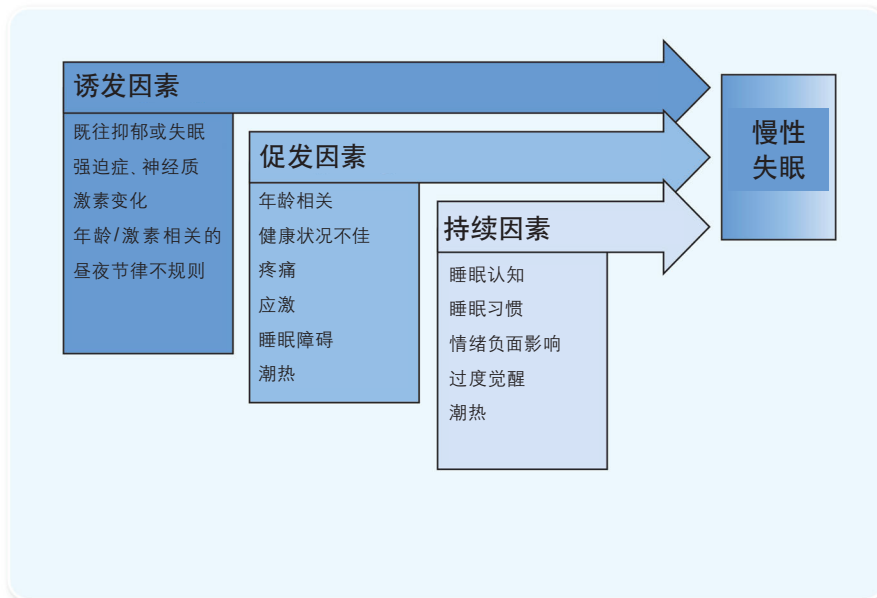 诱发因素
既往抑郁或失眠
强迫症、神经质
激素变化
年龄/激素相关的
昼夜节律不规则
促发因素
年龄相关
健康状况不佳
疼痛
应激
睡眠障碍
潮热
持续因素
睡眠认知
睡眠习惯
情绪负面影响
过度觉醒
潮热
慢性
失眠